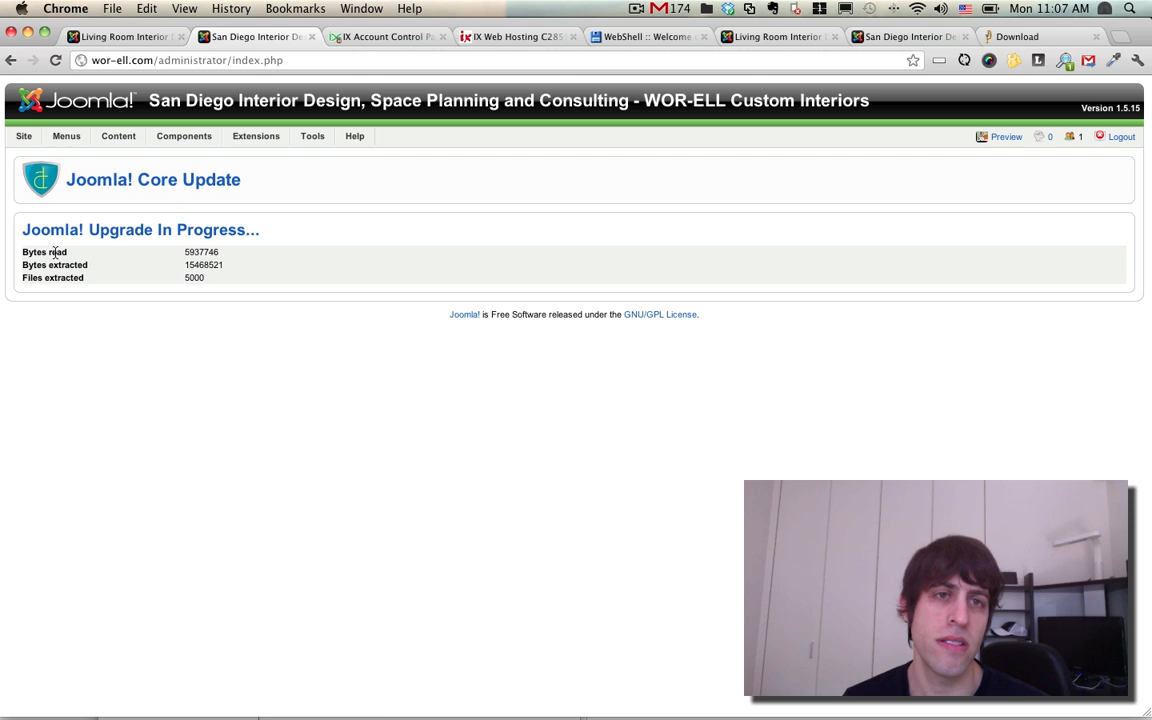 Chrome File Edit View History Bookmarks Window Help 174 Mon 11:07 AM
Living Room Interior San Diego Interior De IX Account Control Pa IX Web Hosting C285 WebShell :: Welcome Living Room Interior San Diego Interior De Download
wor-ell.com/administrator/index.php
Joomla! San Diego Interior Design, Space Planning and Consulting - WOR-ELL Custom Interiors
Version 1.5.15
Site Menus Content Components Extensions Tools Help Preview 0 1 Logout
Joomla! Core Update
Joomla! Upgrade In Progress...
Bytes read 5937746
Bytes extracted 15468521
Files extracted 5000
Joomla! is Free Software released under the GNU/GPL License.